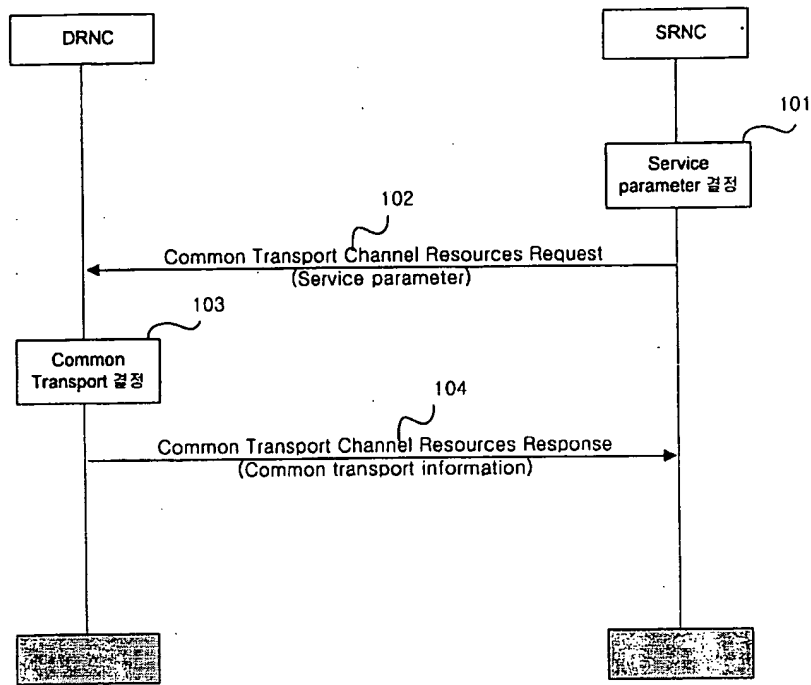 DRNC
SRNC
101
Service
parameter 결정
102
Common Transport Channel Resources Request
(Service parameter)
103
Common
Transport 결정
104
Common Transport Channel Resources Response
(Common transport information)